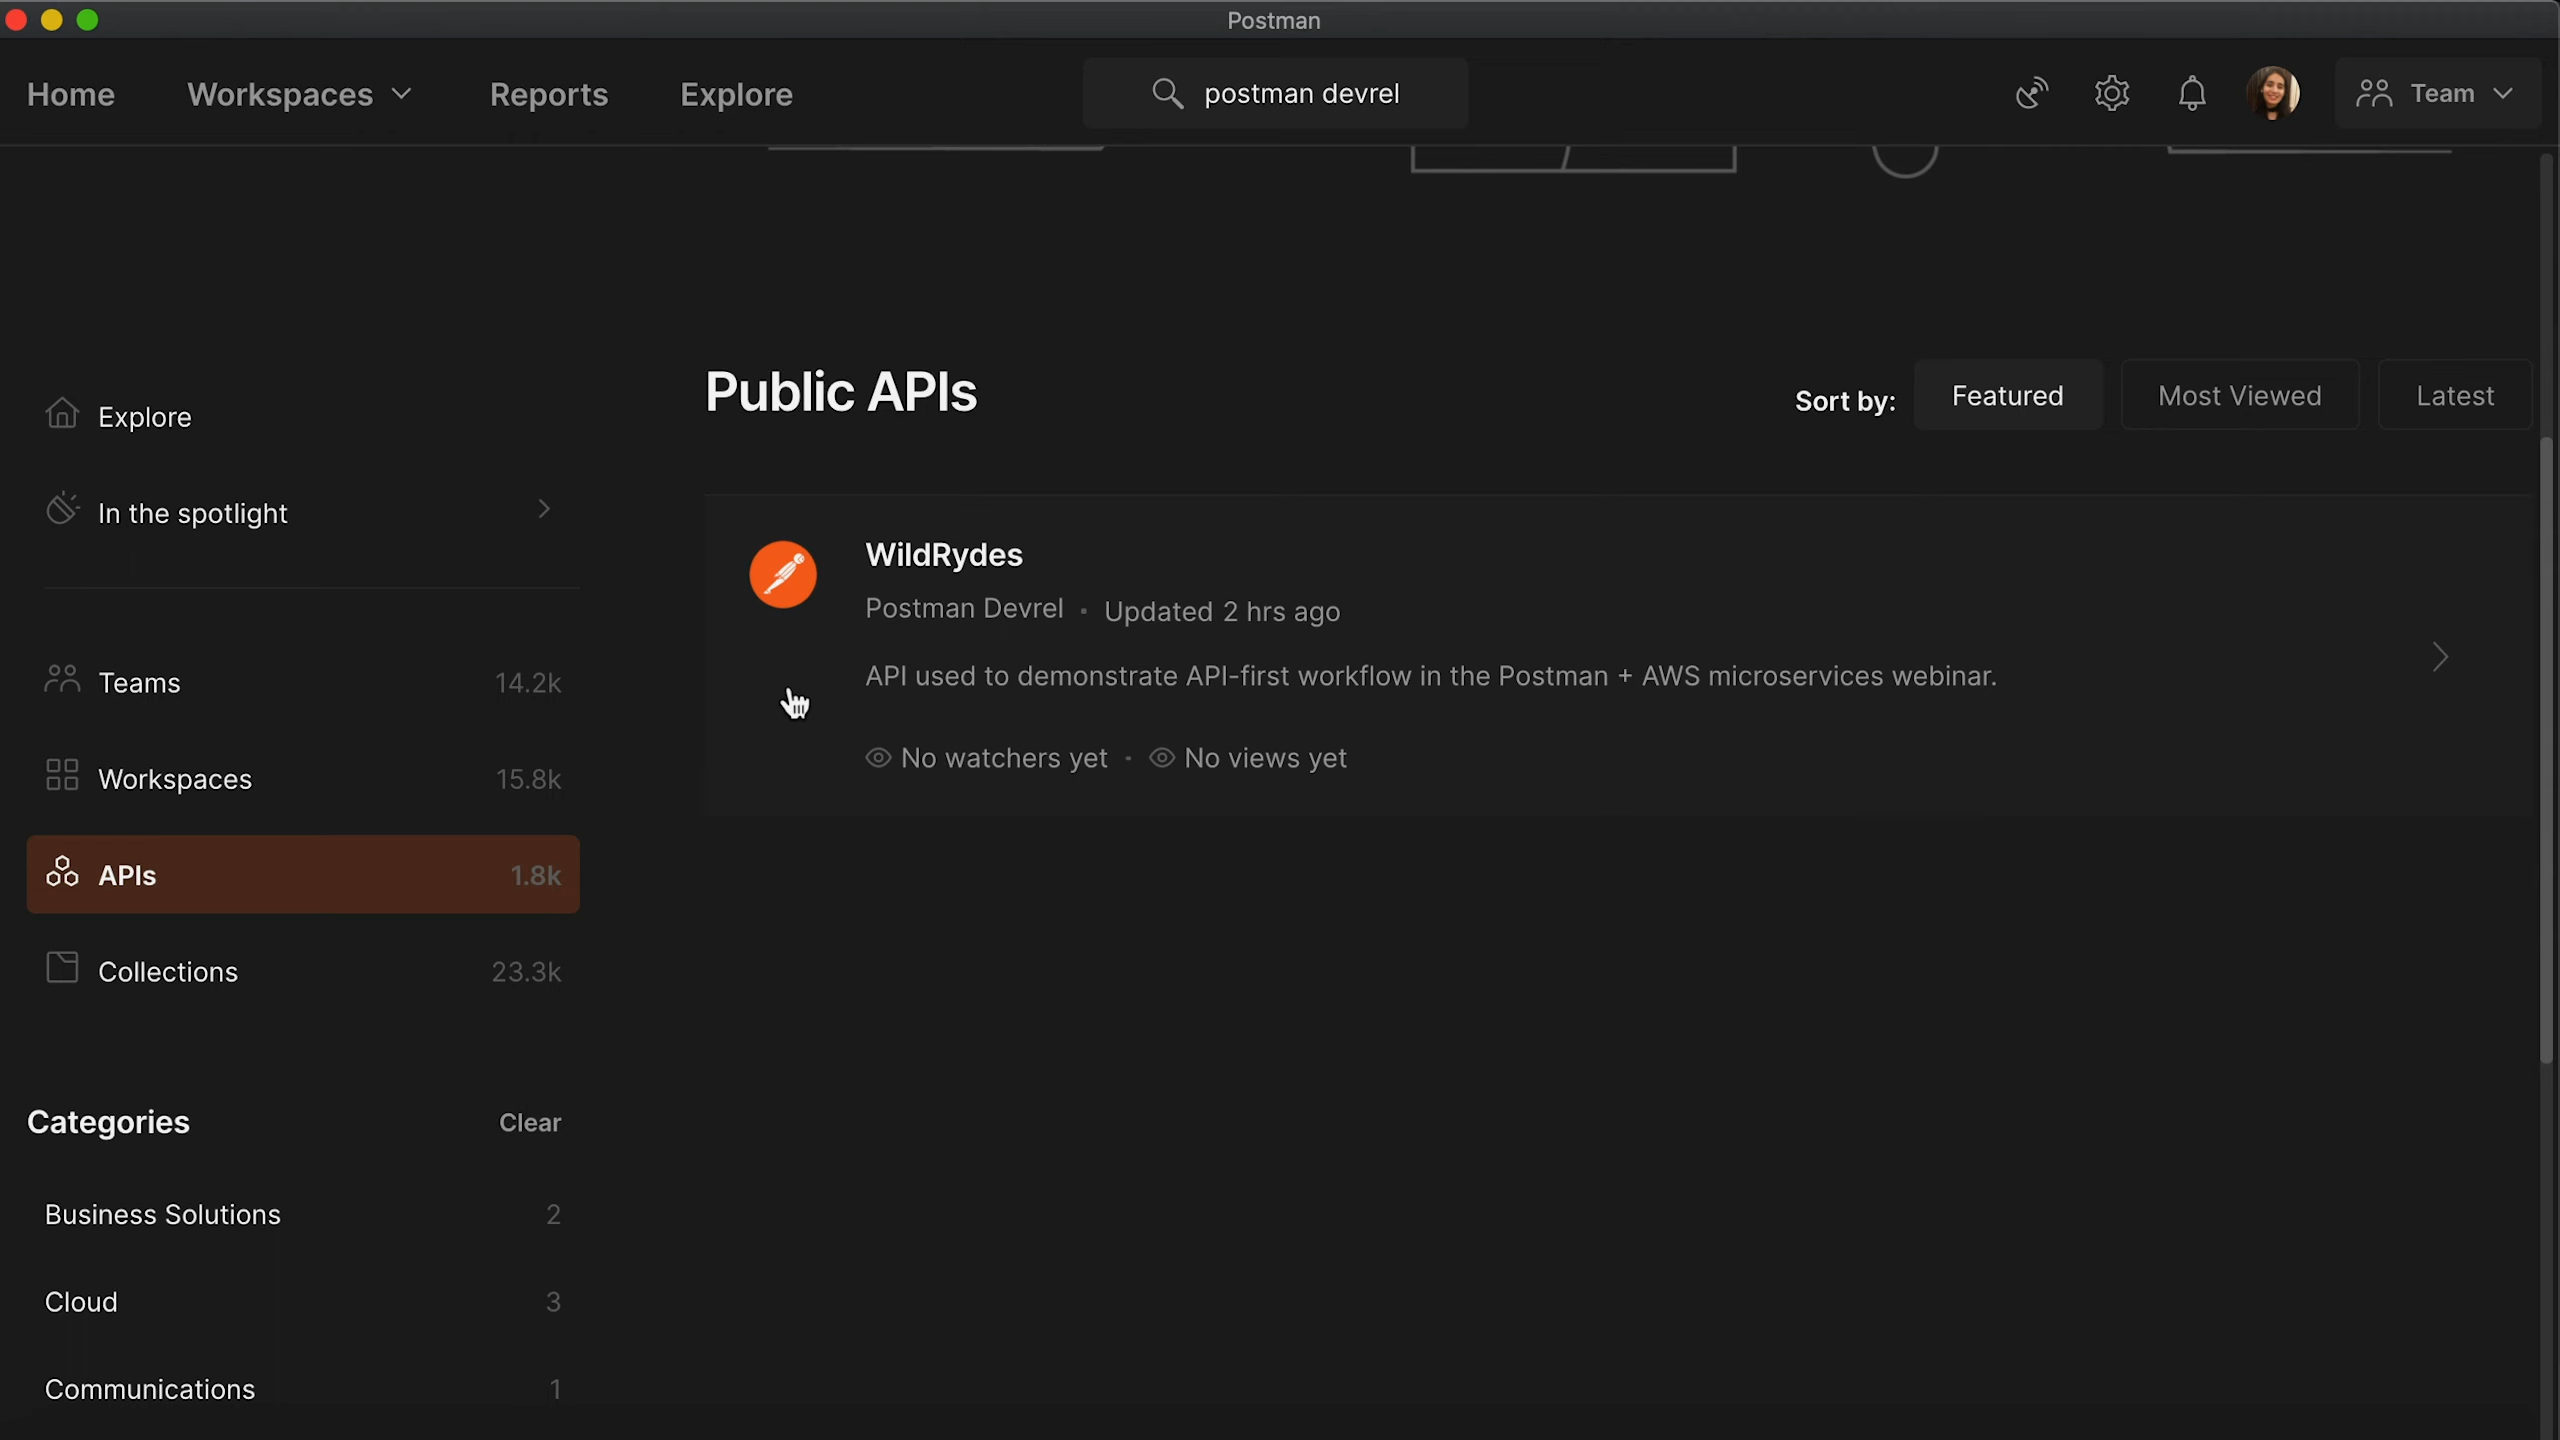 Postman
Home Workspaces Reports Explore postman devrel Team
Public APIs
Sort by: Featured Most Viewed Latest
Explore
In the spotlight
WildRydes
Postman Devrel • Updated 2 hrs ago
API used to demonstrate API-first workflow in the Postman + AWS microservices webinar.
No watchers yet • No views yet
Teams 14.2k
Workspaces 15.8k
APIs 1.8k
Collections 23.3k
Categories Clear
Business Solutions 2
Cloud 3
Communications 1